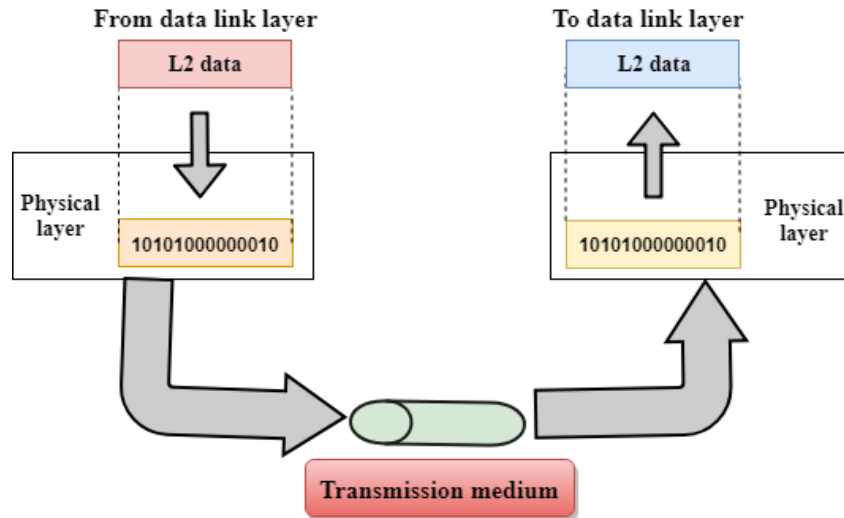 From data link layer
To data link layer
L2 data
L2 data
Physical
layer
10101000000010
10101000000010
Physical
layer
Transmission medium